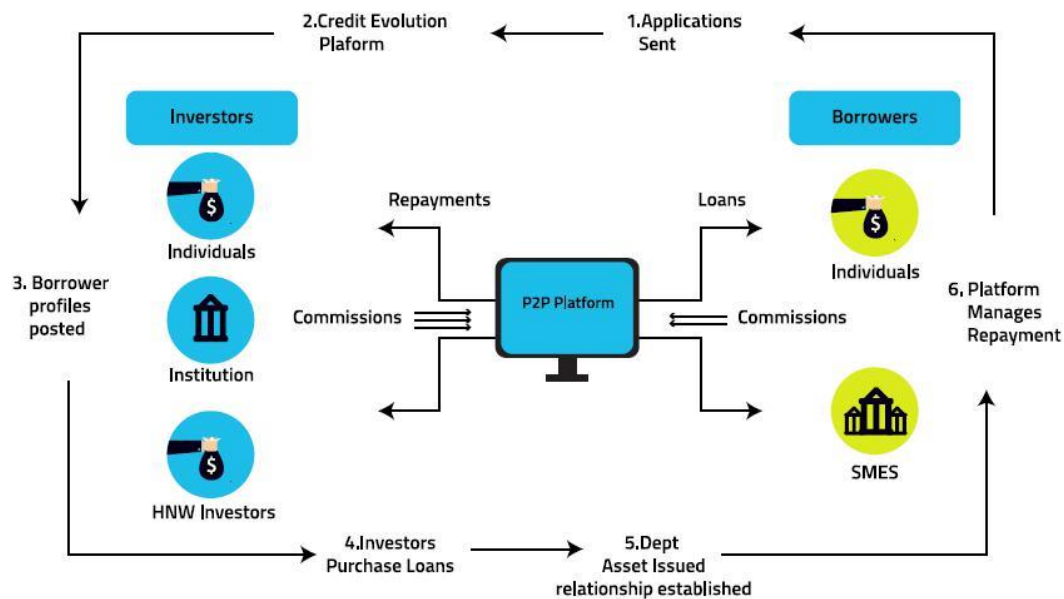 2.Credit Evolution
Plaform
1.Applications
Sent
Inverstors
Borrowers
Individuals
Repayments
Loans
Individuals
3. Borrower
profiles
posted
P2P Platform
Commissions
Commissions
6. Platform
Manages
Repayment
Institution
SMES
HNW Investors
4.Investors
Purchase Loans
5.Dept
Asset Issued
relationship established
$
$
$